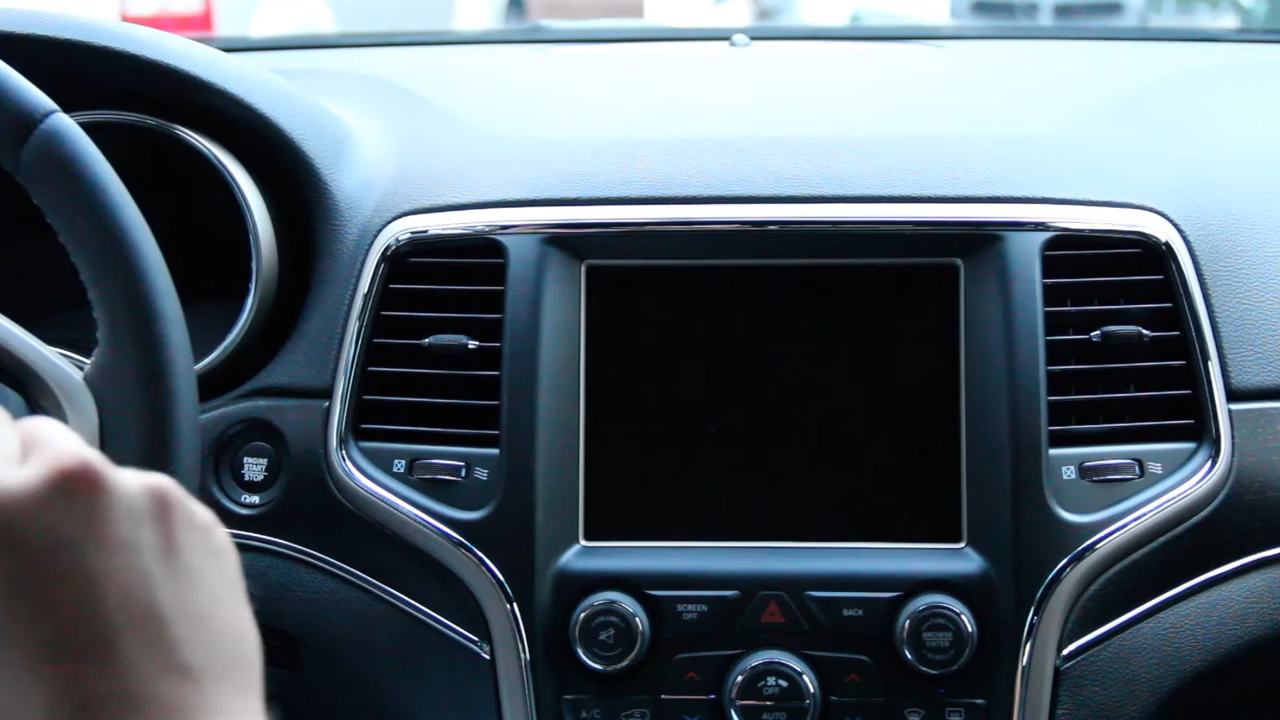 ENGINE
START
STOP
SCREEN
OFF
BACK
BROWSE
ENTER
OFF
A/C
AUTO